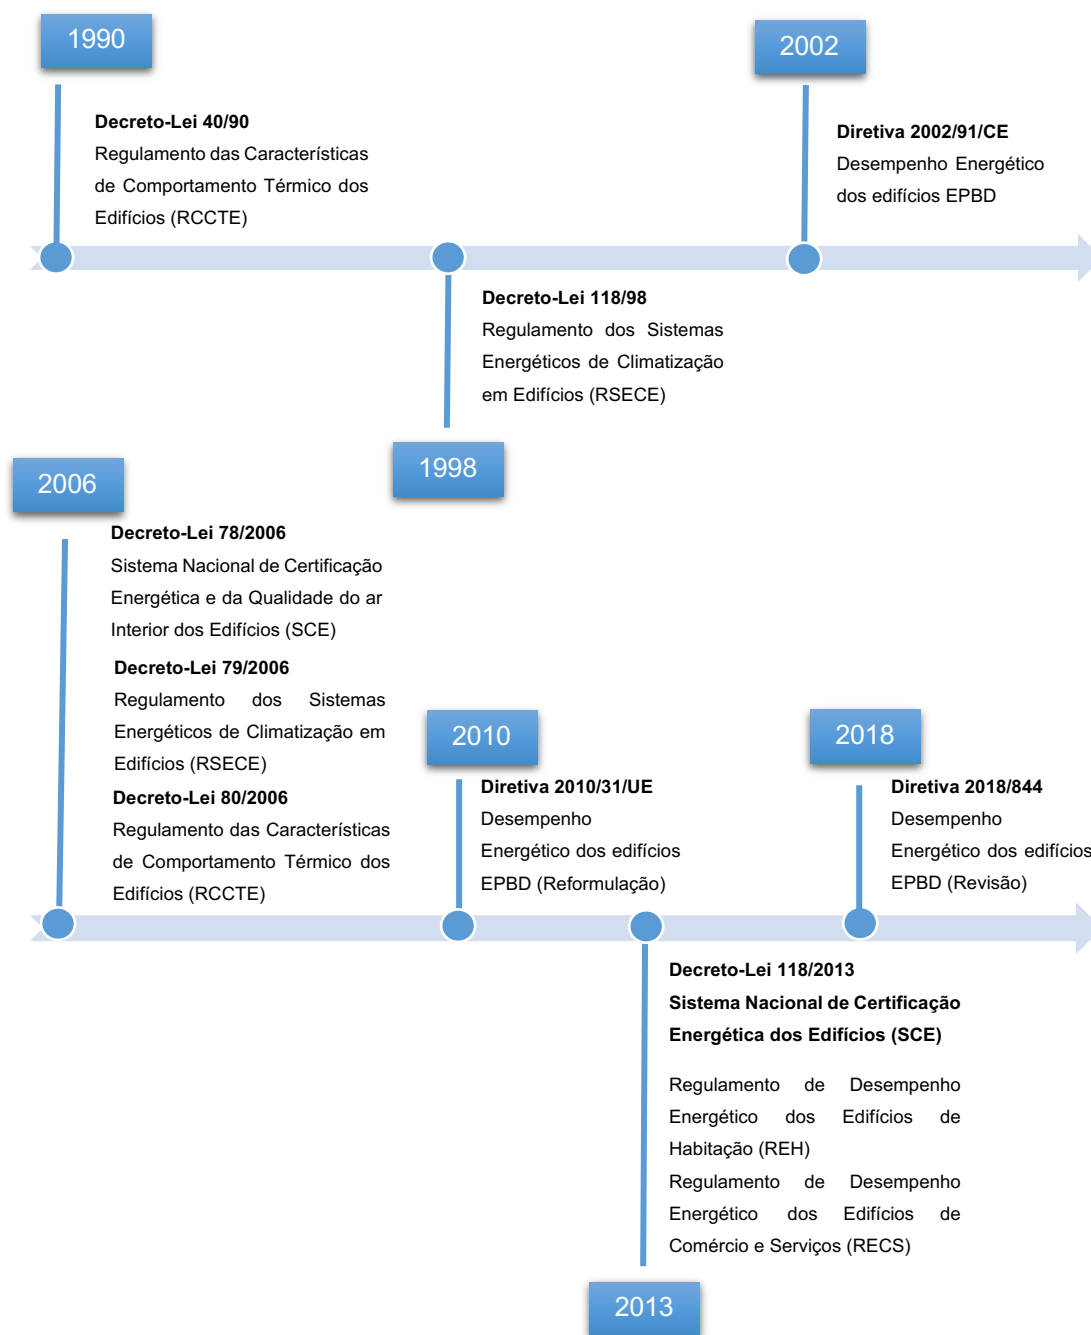 1990
Decreto-Lei 40/90
Regulamento das Características
de Comportamento Térmico dos
Edifícios (RCCTE)
2002
Diretiva 2002/91/CE
Desempenho Energético
dos edifícios EPBD
Decreto-Lei 118/98
Regulamento dos Sistemas
Energéticos de Climatização
em Edifícios (RSECE)
1998
2006
Decreto-Lei 78/2006
Sistema Nacional de Certificação
Energética e da Qualidade do ar
Interior dos Edifícios (SCE)
Decreto-Lei 79/2006
Regulamento dos Sistemas
Energéticos de Climatização em
Edifícios (RSECE)
Decreto-Lei 80/2006
Regulamento das Características
de Comportamento Térmico dos
Edifícios (RCCTE)
2010
Diretiva 2010/31/UE
Desempenho
Energético dos edifícios
EPBD (Reformulação)
2018
Diretiva 2018/844
Desempenho
Energético dos edifícios
EPBD (Revisão)
Decreto-Lei 118/2013
Sistema Nacional de Certificação
Energética dos Edifícios (SCE)
Regulamento de Desempenho
Energético dos Edifícios de
Habitação (REH)
Regulamento de Desempenho
Energético dos Edifícios de
Comércio e Serviços (RECS)
2013